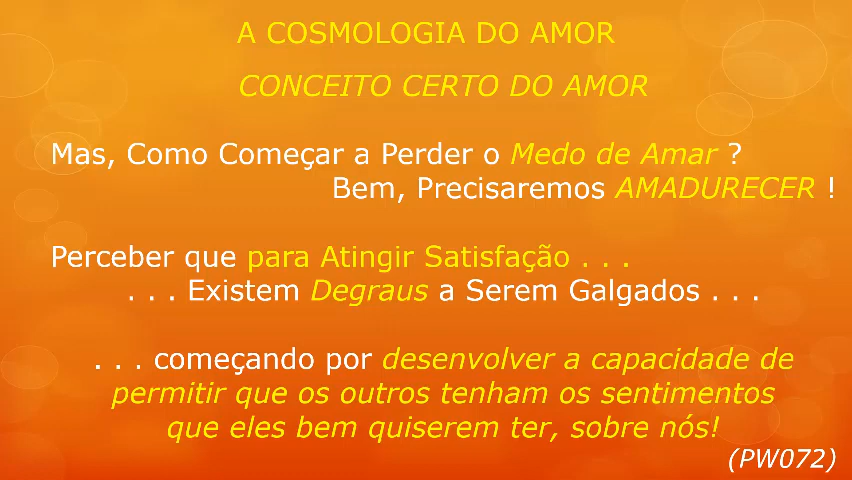 A COSMOLOGIA DO AMOR
CONCEITO CERTO DO AMOR
Mas, Como Começar a Perder o Medo de Amar ?
Bem, Precisaremos AMADURECER !
Perceber que para Atingir Satisfação . . .
. . . Existem Degraus a Serem Galgados . . .
. . . começando por desenvolver a capacidade de
permitir que os outros tenham os sentimentos
que eles bem quiserem ter, sobre nós!
(PW072)